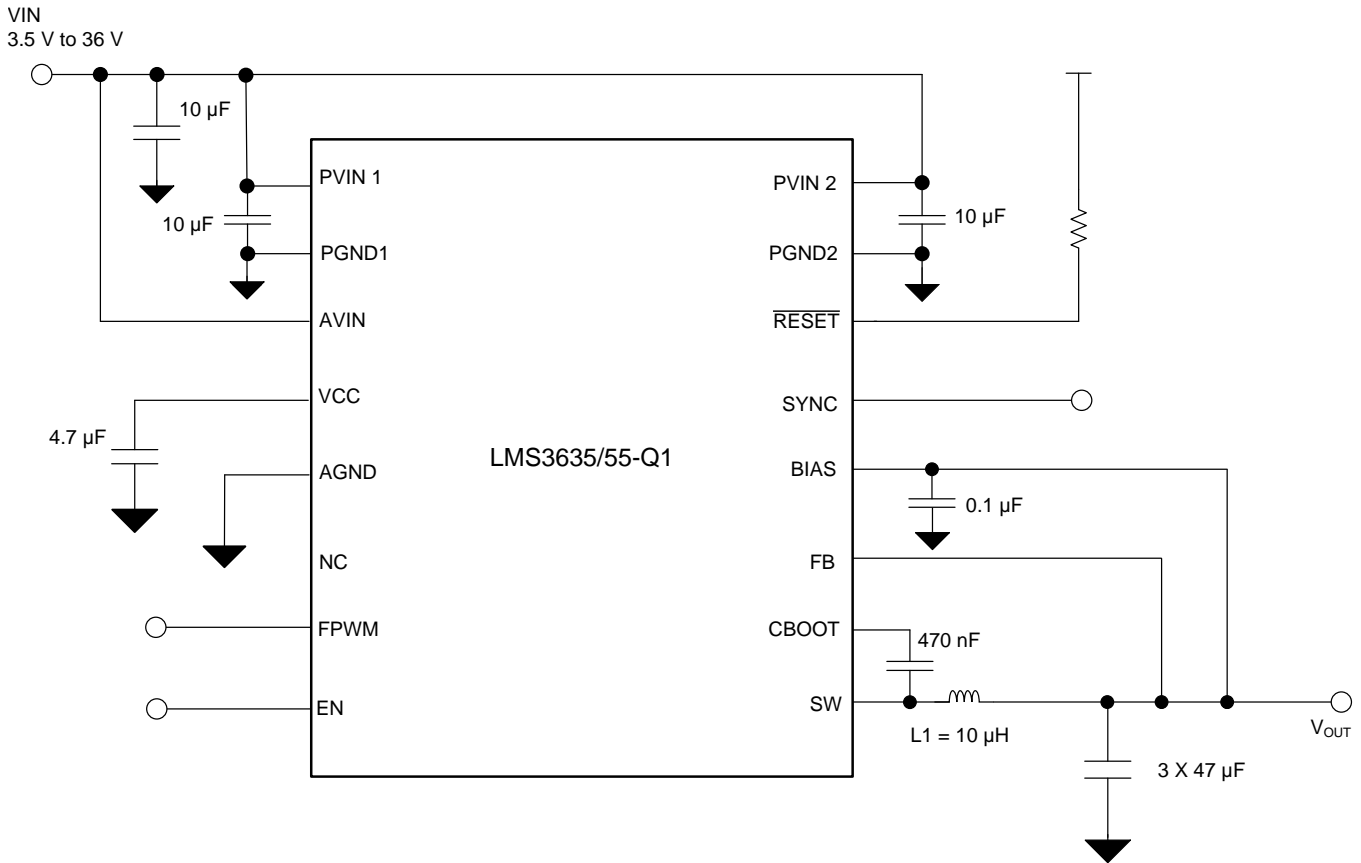 VIN
3.5 V to 36 V
10 µF
PVIN 1
PVIN 2
10 µF
10 µF
PGND1
PGND2
AVIN
RESET
VCC
SYNC
4.7 µF
LMS3635/55-Q1
AGND
BIAS
0.1 µF
NC
FB
FPWM
CBOOT
470 nF
EN
SW
L1 = 10 µH
VOUT
3 X 47 µF